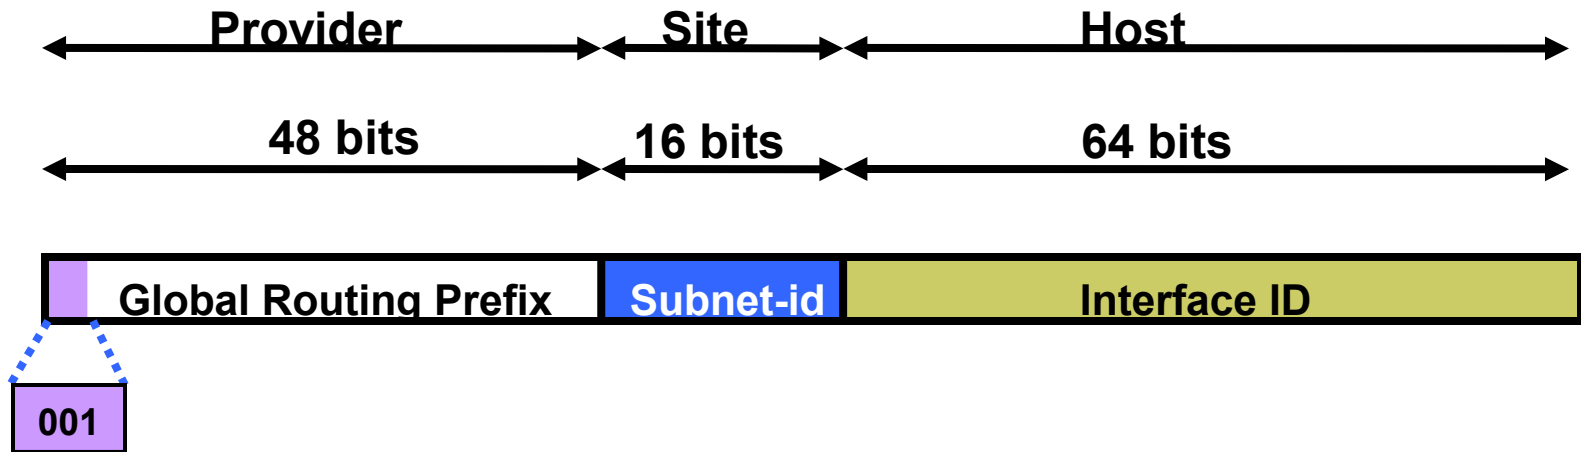 Provider Site Host
48 bits 16 bits 64 bits
Global Routing Prefix Subnet-id Interface ID
001